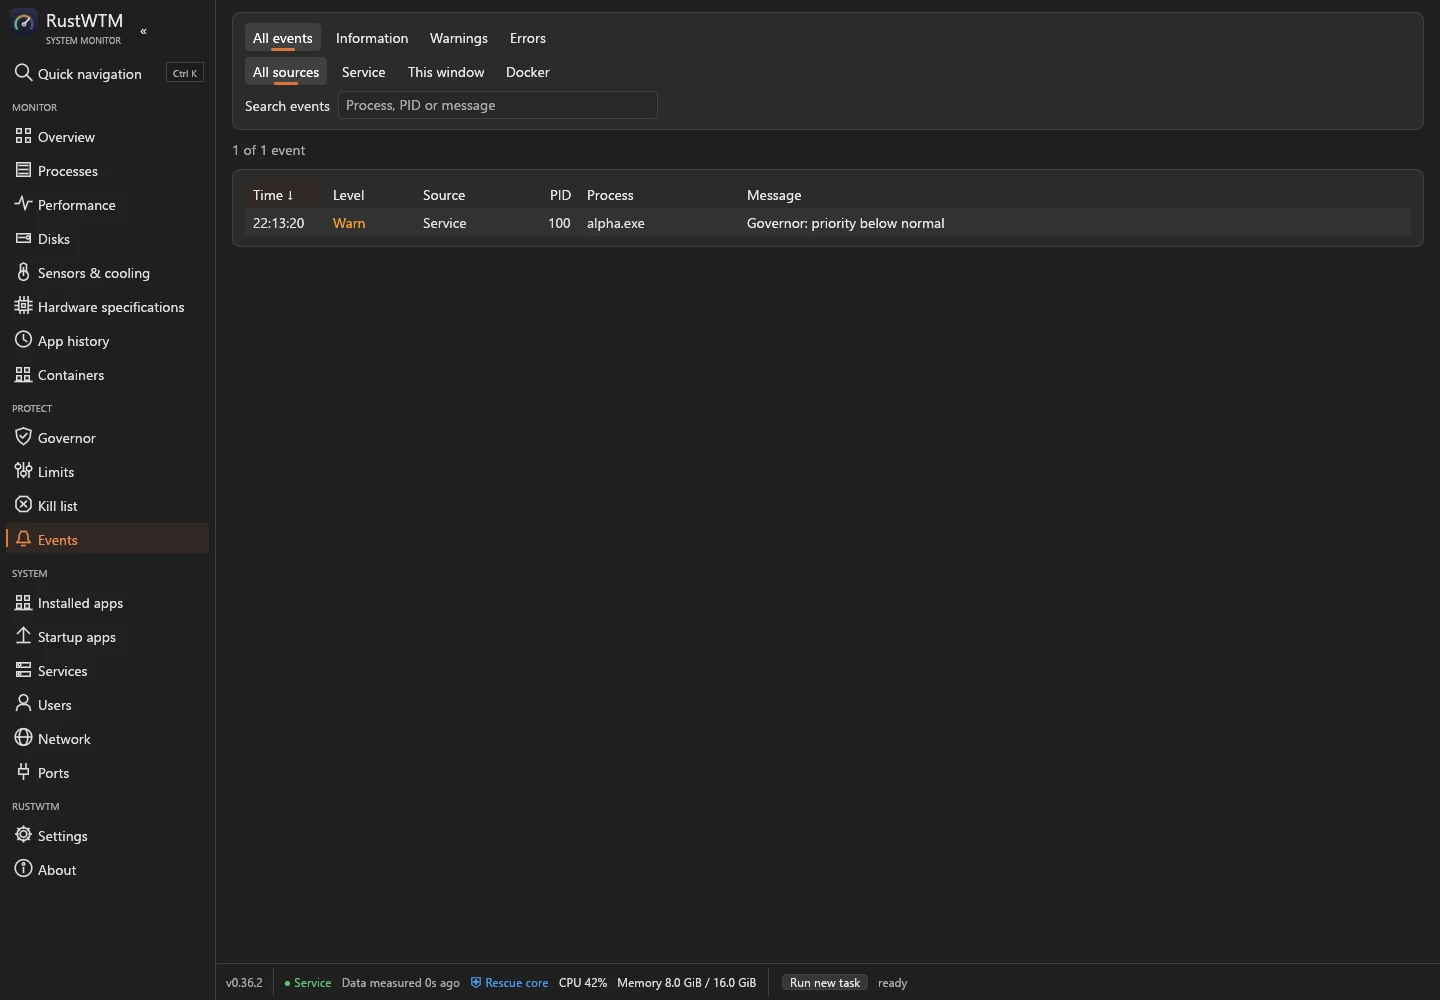 RustWTM
SYSTEM MONITOR
«
Quick navigation Ctrl K
MONITOR
Overview
Processes
Performance
Disks
Sensors & cooling
Hardware specifications
App history
Containers
PROTECT
Governor
Limits
Kill list
Events
SYSTEM
Installed apps
Startup apps
Services
Users
Network
Ports
RUSTWTM
Settings
About
All events Information Warnings Errors
All sources Service This window Docker
Search events Process, PID or message
1 of 1 event
Time ↓ Level Source PID Process Message
22:13:20 Warn Service 100 alpha.exe Governor: priority below normal
v0.36.2 ● Service Data measured 0s ago Rescue core CPU 42% Memory 8.0 GiB / 16.0 GiB Run new task ready